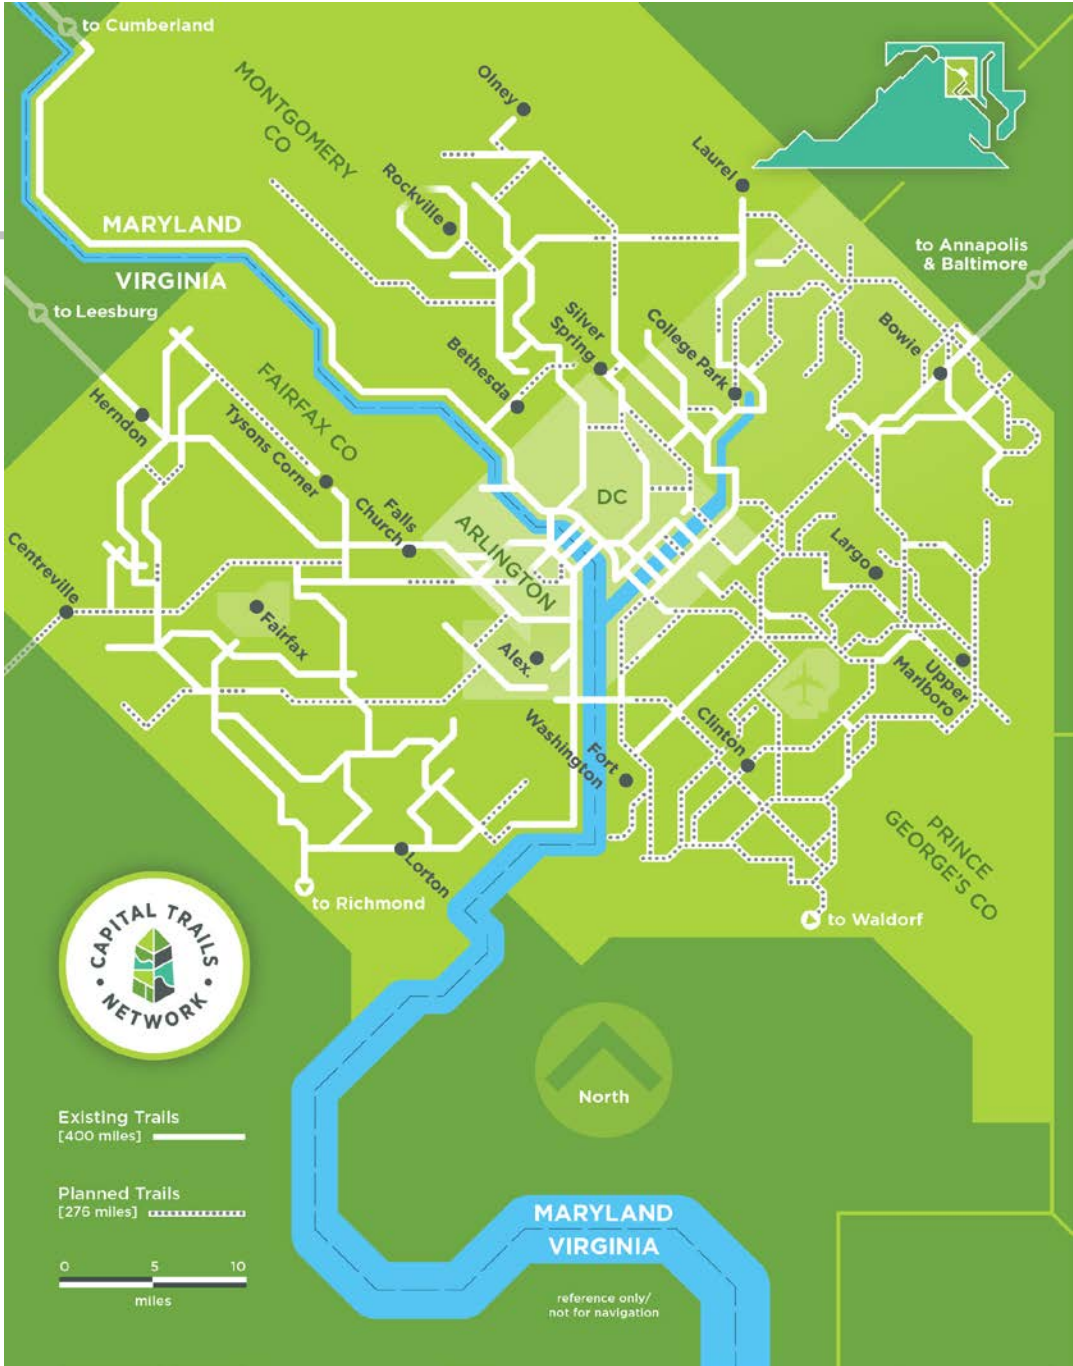 to Cumberland
MONTGOMERY
CO
Olney
Rockville
Laurel
MARYLAND
VIRGINIA
to Annapolis
& Baltimore
to Leesburg
Silver
Spring
College Park
Bowie
Bethesda
FAIRFAX CO
Herndon
Tysons Corner
Falls
Church
DC
ARLINGTON
Largo
Centreville
Fairfax
Alex.
Upper
Marlboro
Clinton
Fort
Washington
PRINCE
GEORGE'S CO
Lorton
to Richmond
to Waldorf
CAPITAL TRAILS
• NETWORK •
North
Existing Trails
[400 miles]
Planned Trails
[276 miles]
0 5 10
miles
MARYLAND
VIRGINIA
reference only/
not for navigation